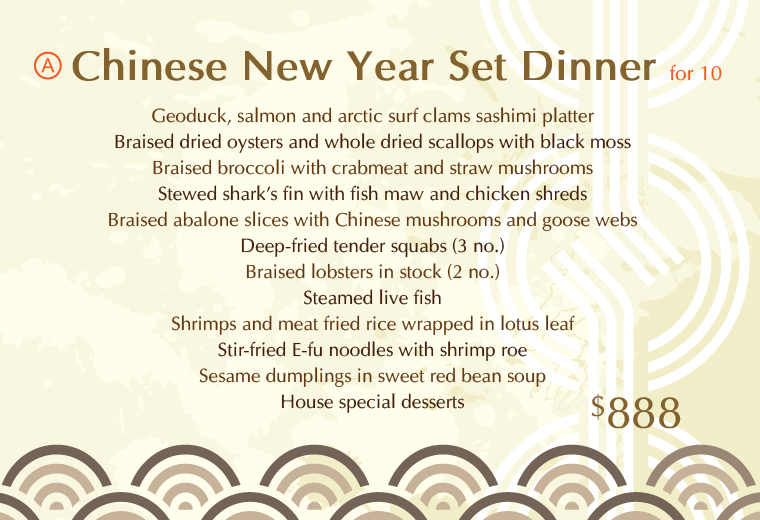 A Chinese New Year Set Dinner for 10
Geoduck, salmon and arctic surf clams sashimi platter
Braised dried oysters and whole dried scallops with black moss
Braised broccoli with crabmeat and straw mushrooms
Stewed shark’s fin with fish maw and chicken shreds
Braised abalone slices with Chinese mushrooms and goose webs
Deep-fried tender squabs (3 no.)
Braised lobsters in stock (2 no.)
Steamed live fish
Shrimps and meat fried rice wrapped in lotus leaf
Stir-fried E-fu noodles with shrimp roe
Sesame dumplings in sweet red bean soup
House special desserts
$888